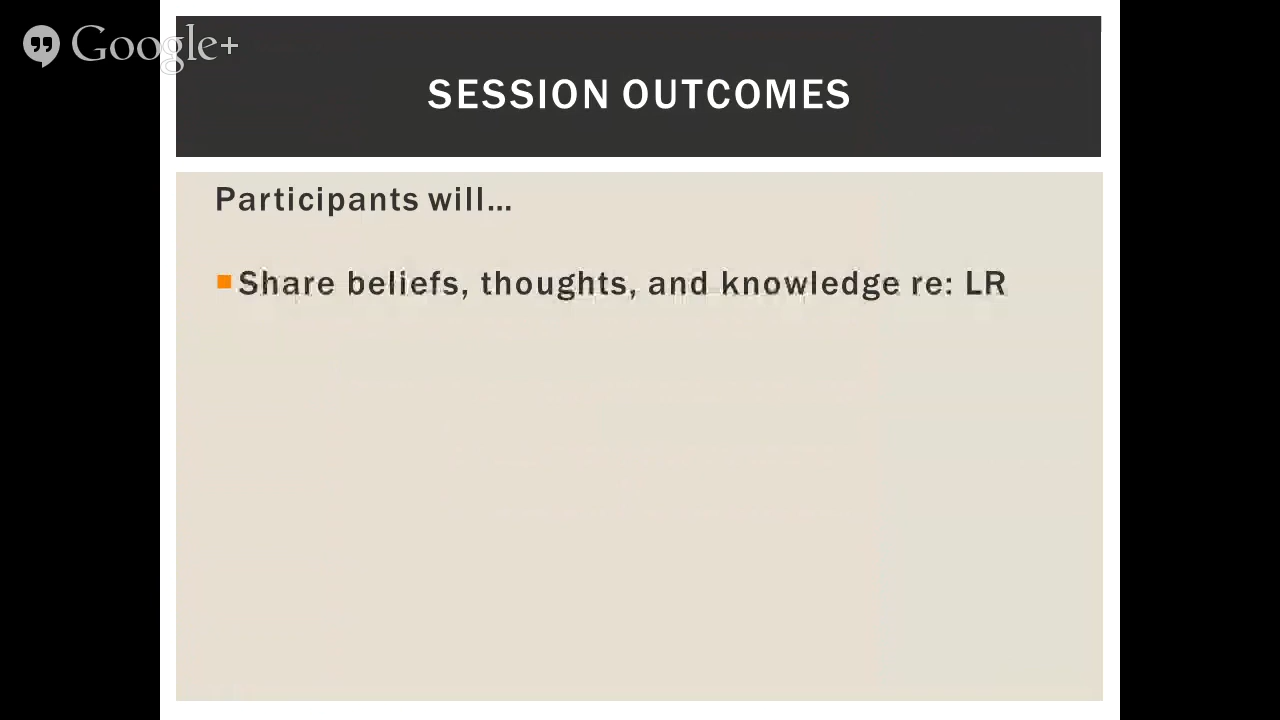 Google+
SESSION OUTCOMES
Participants will...
Share beliefs, thoughts, and knowledge re: LR